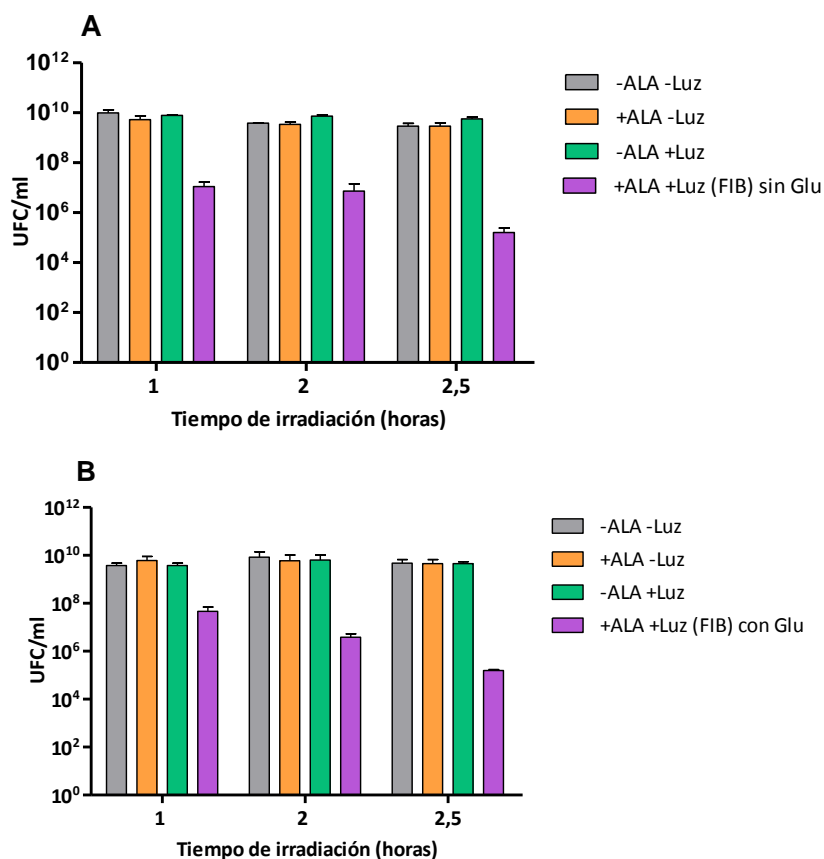 A
10¹²
10¹⁰
10⁸
10⁶
10⁴
10²
10⁰
UFC/ml
1 2 2,5
Tiempo de irradiación (horas)
-ALA -Luz
+ALA -Luz
-ALA +Luz
+ALA +Luz (FIB) sin Glu
B
10¹²
10¹⁰
10⁸
10⁶
10⁴
10²
10⁰
UFC/ml
1 2 2,5
Tiempo de irradiación (horas)
-ALA -Luz
+ALA -Luz
-ALA +Luz
+ALA +Luz (FIB) con Glu